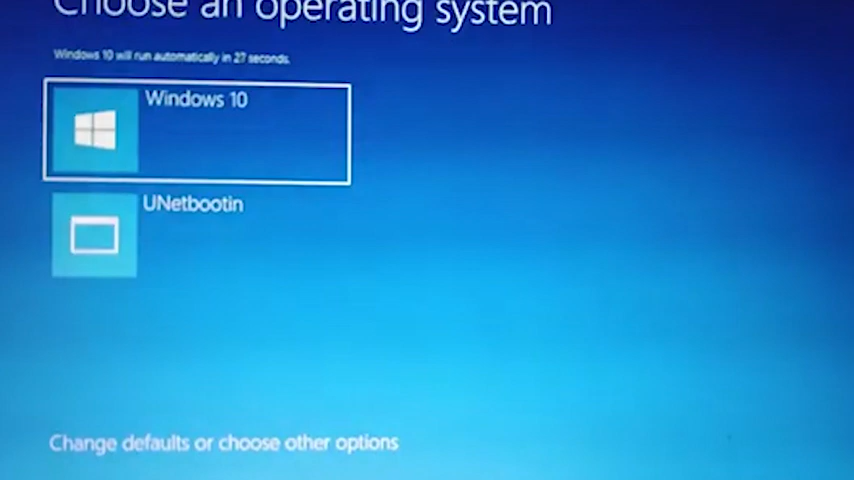 Choose an operating system
Windows 10 will run automatically in 27 seconds.
Windows 10
UNetbootin
Change defaults or choose other options